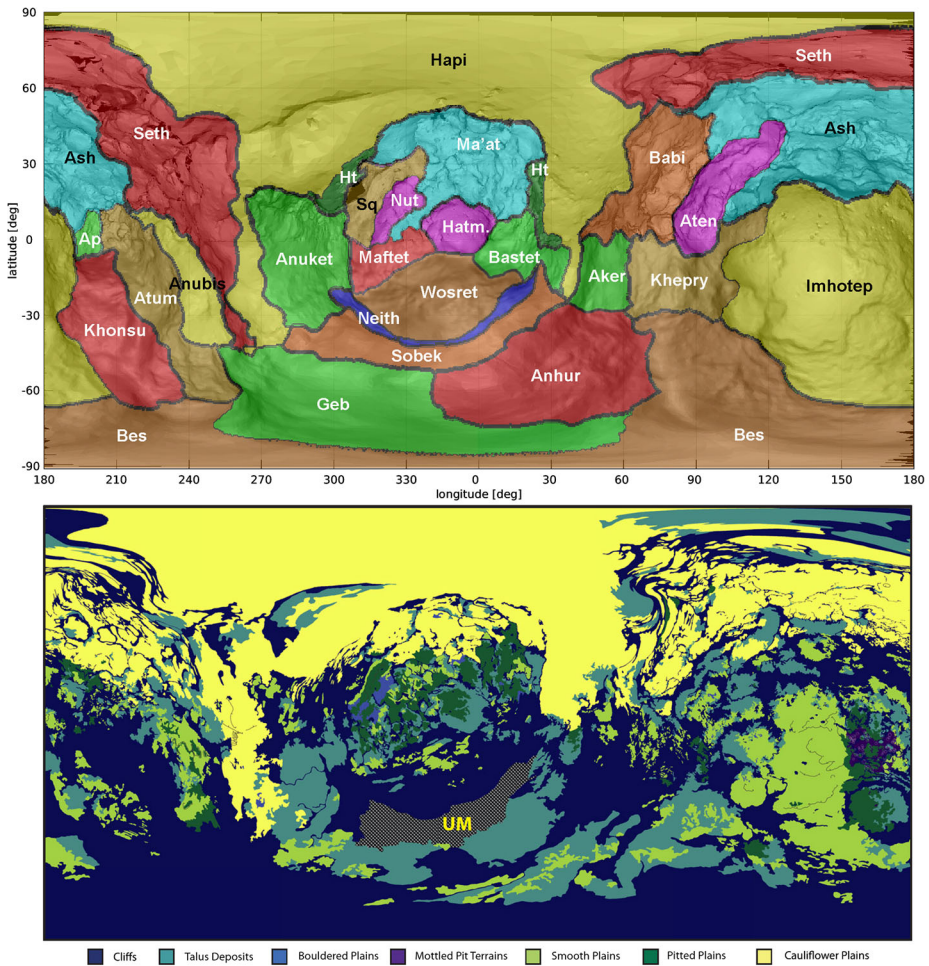 90
Hapi
Seth
60
Seth
Ash
Ma'at
Ash
30
Ht
Ht
Babi
Sq
Nut
Hatm.
Aten
0
Ap
Anuket
Maftet
Bastet
Aker
Khepry
Anubis
Imhotep
Atum
Wosret
-30
Khonsu
Neith
Sobek
Anhur
-60
Geb
Bes
Bes
-90
latitude [deg]
180 210 240 270 300 330 0 30 60 90 120 150 180
longitude [deg]
UM
Cliffs Talus Deposits Bouldered Plains Mottled Pit Terrains Smooth Plains Pitted Plains Cauliflower Plains